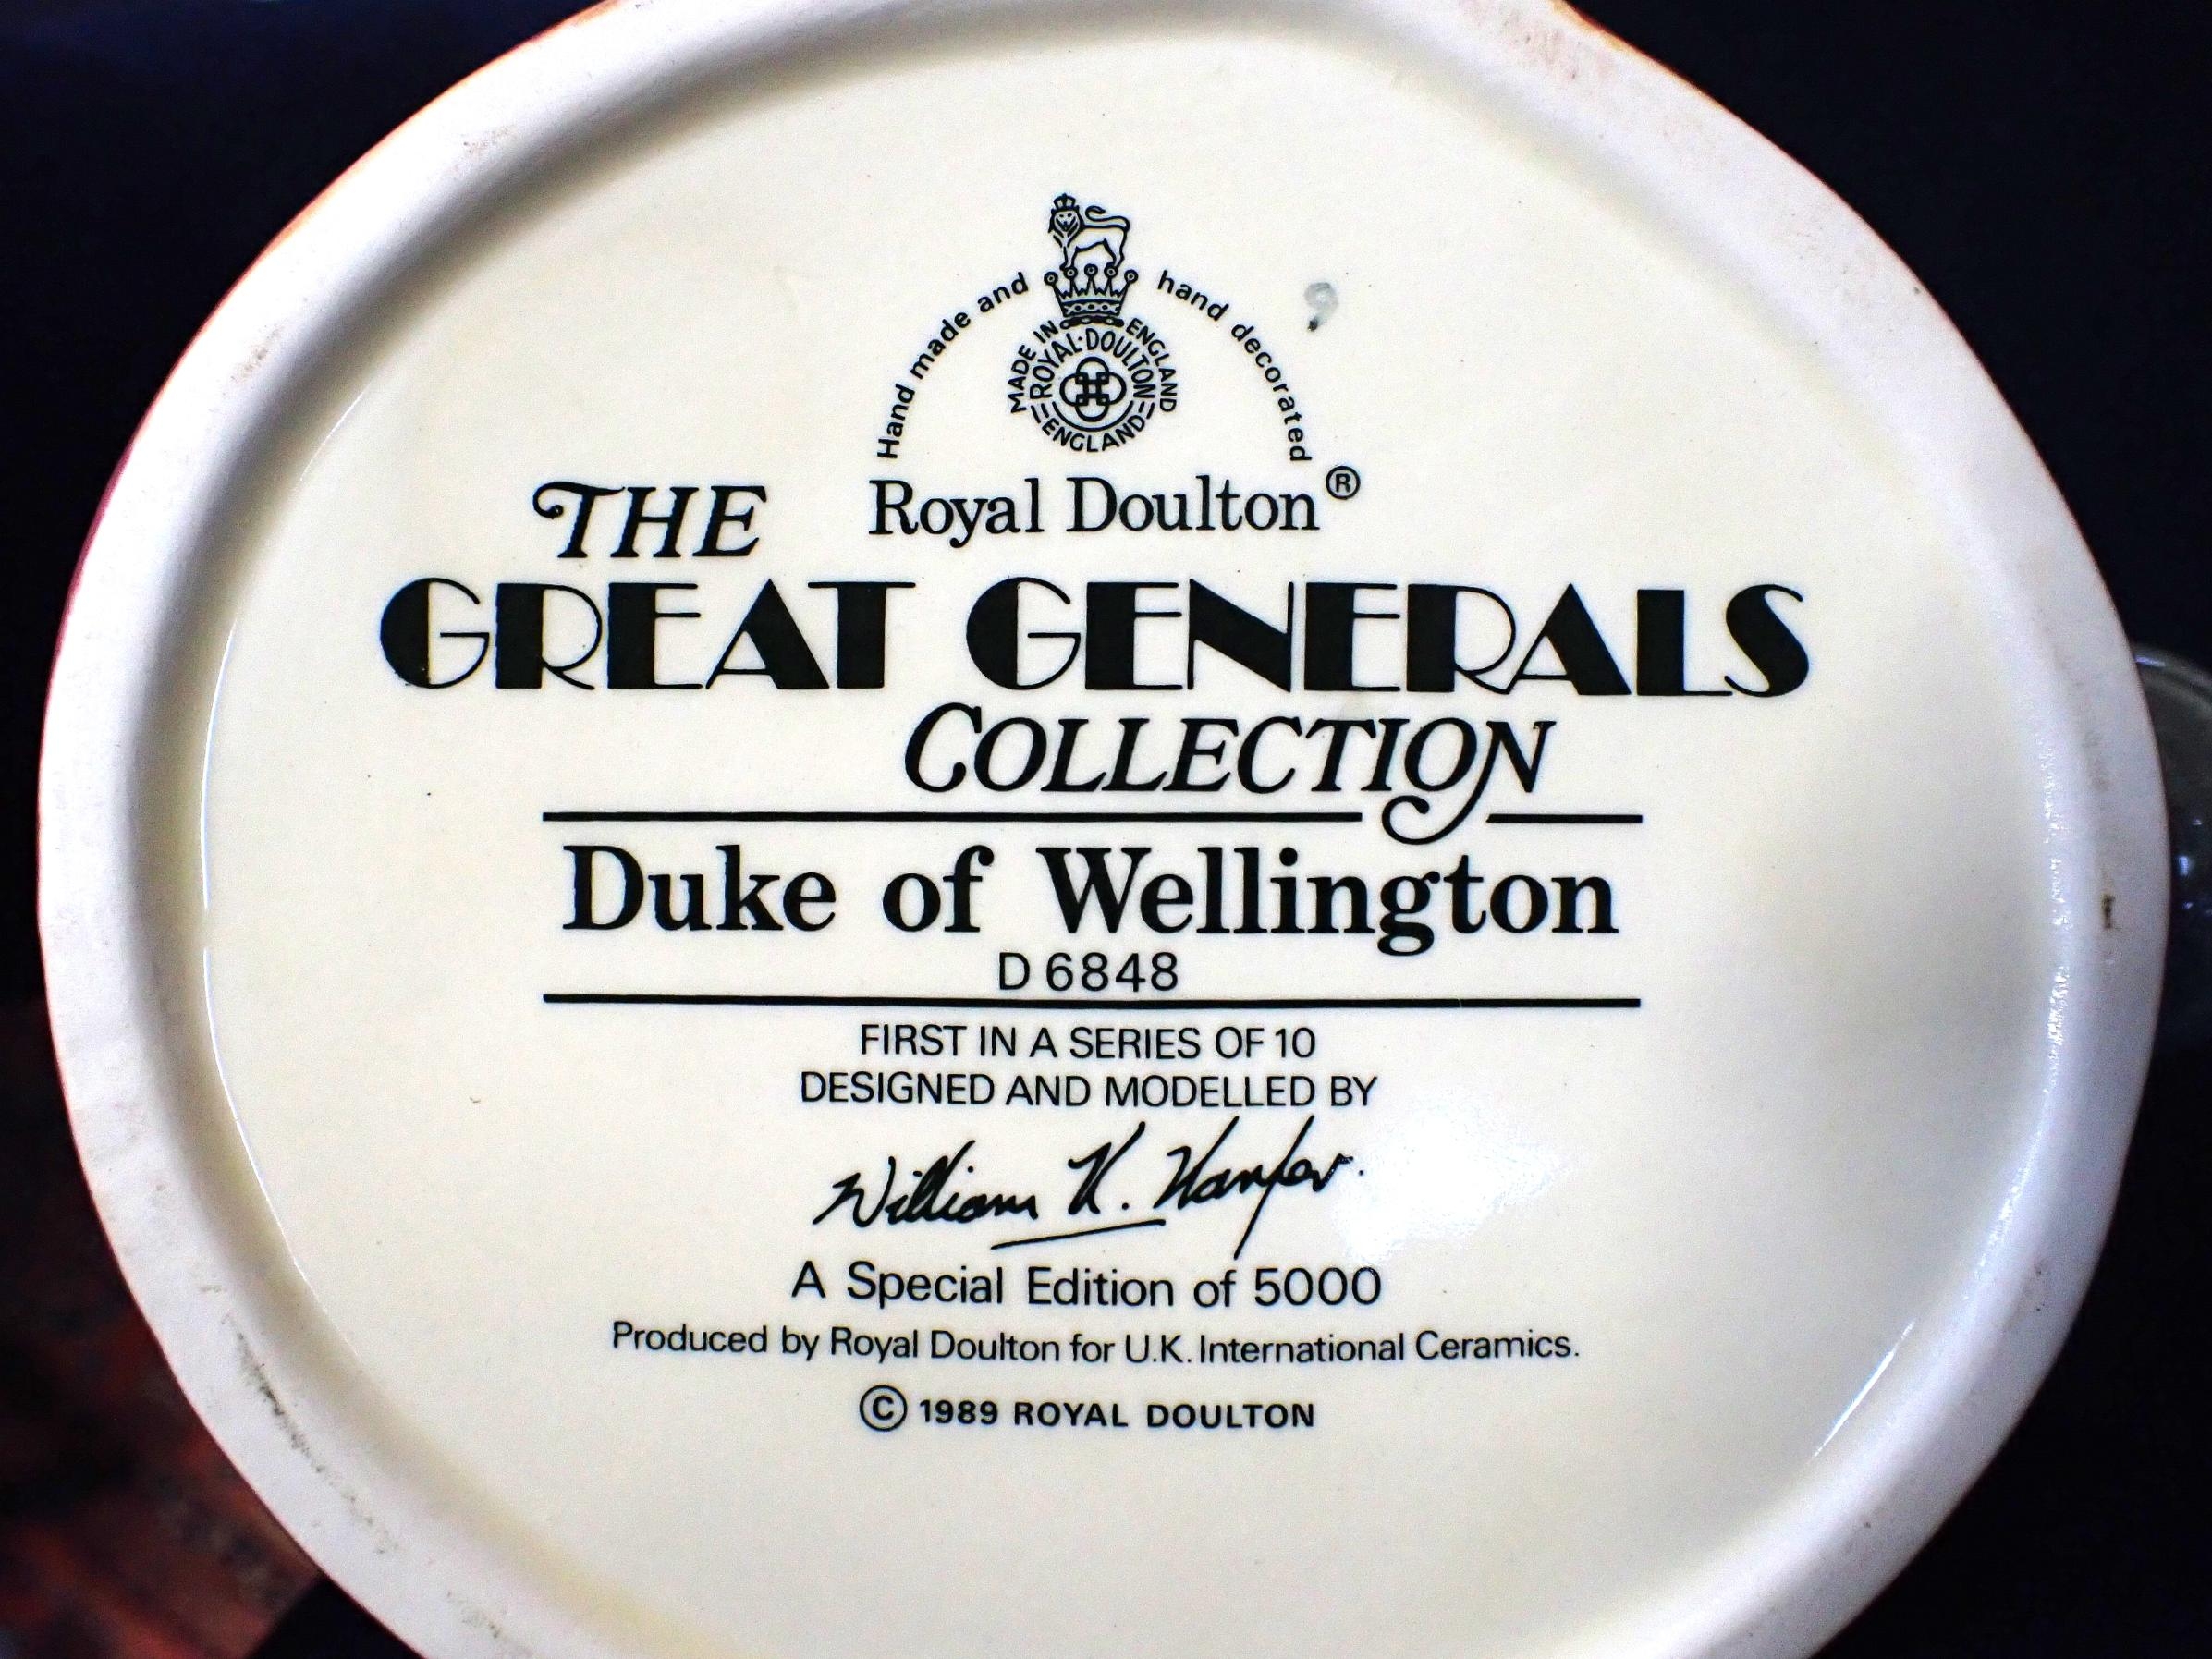 Hand made and hand decorated
MADE IN ENGLAND
ROYAL·DOULTON
ENGLAND
Royal Doulton®
THE
GREAT GENERALS
COLLECTION
Duke of Wellington
D 6848
FIRST IN A SERIES OF 10
DESIGNED AND MODELLED BY
William K. Harper.
A Special Edition of 5000
Produced by Royal Doulton for U.K. International Ceramics.
© 1989 ROYAL DOULTON